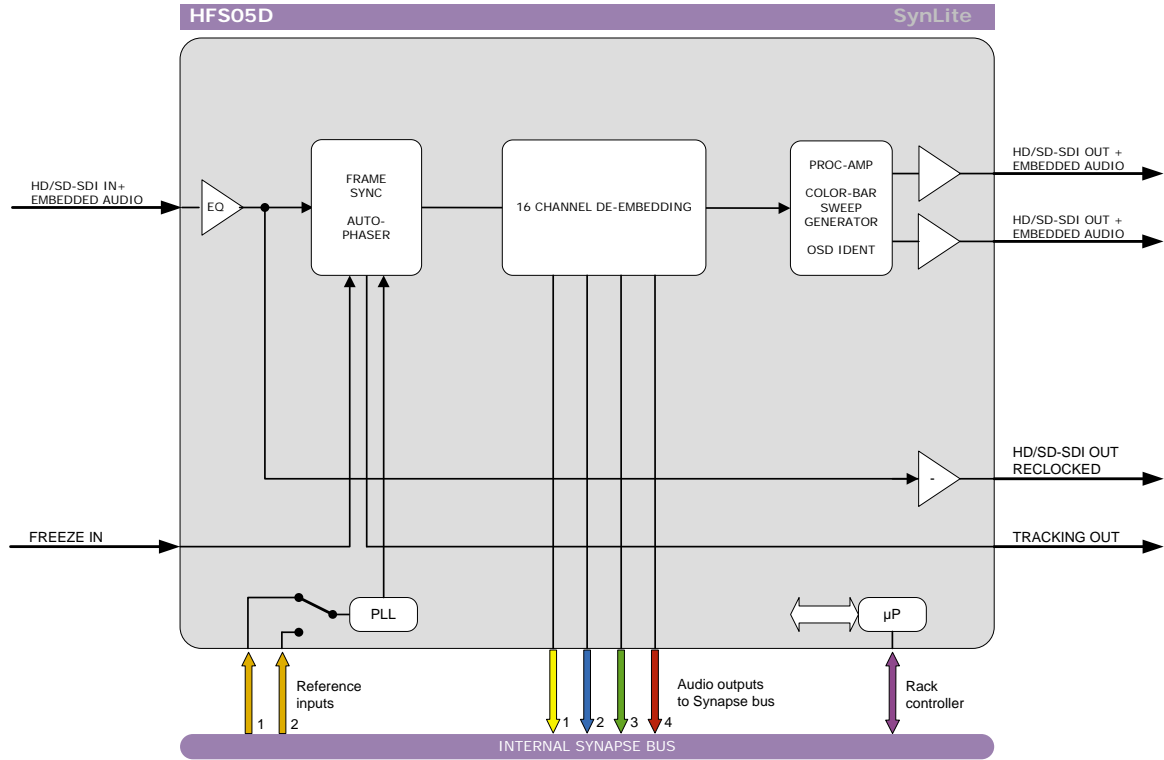 HFS05D SynLite
HD/SD-SDI IN+
EMBEDDED AUDIO
EQ
FRAME
SYNC
AUTO-
PHASER
16 CHANNEL DE-EMBEDDING
PROC-AMP
COLOR-BAR
SWEEP
GENERATOR
OSD IDENT
HD/SD-SDI OUT +
EMBEDDED AUDIO
HD/SD-SDI OUT +
EMBEDDED AUDIO
-
HD/SD-SDI OUT
RECLOCKED
FREEZE IN
TRACKING OUT
PLL
µP
Reference
inputs
1
2
Audio outputs
to Synapse bus
1
2
3
4
Rack
controller
INTERNAL SYNAPSE BUS